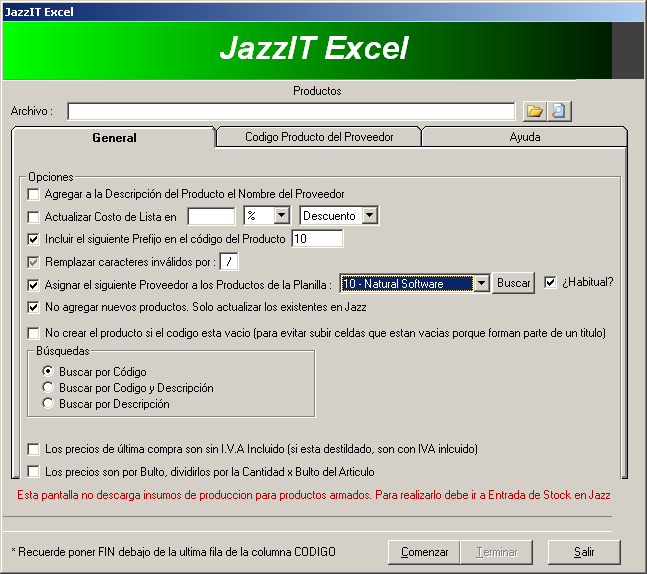 JazzIT Excel
JazzIT Excel
Productos
Archivo :
General Codigo Producto del Proveedor Ayuda
Opciones
Agregar a la Descripción del Producto el Nombre del Proveedor
Actualizar Costo de Lista en % Descuento
Incluir el siguiente Prefijo en el código del Producto 10
Remplazar caracteres inválidos por : /
Asignar el siguiente Proveedor a los Productos de la Planilla : 10 - Natural Software Buscar ¿Habitual?
No agregar nuevos productos. Solo actualizar los existentes en Jazz
No crear el producto si el codigo esta vacio (para evitar subir celdas que estan vacias porque forman parte de un titulo)
Búsquedas
Buscar por Código
Buscar por Codigo y Descripción
Buscar por Descripción
Los precios de última compra son sin I.V.A Incluido (si esta destildado, son con IVA inlcuido)
Los precios son por Bulto, dividirlos por la Cantidad x Bulto del Articulo
Esta pantalla no descarga insumos de produccion para productos armados. Para realizarlo debe ir a Entrada de Stock en Jazz
* Recuerde poner FIN debajo de la ultima fila de la columna CODIGO Comenzar Terminar Salir